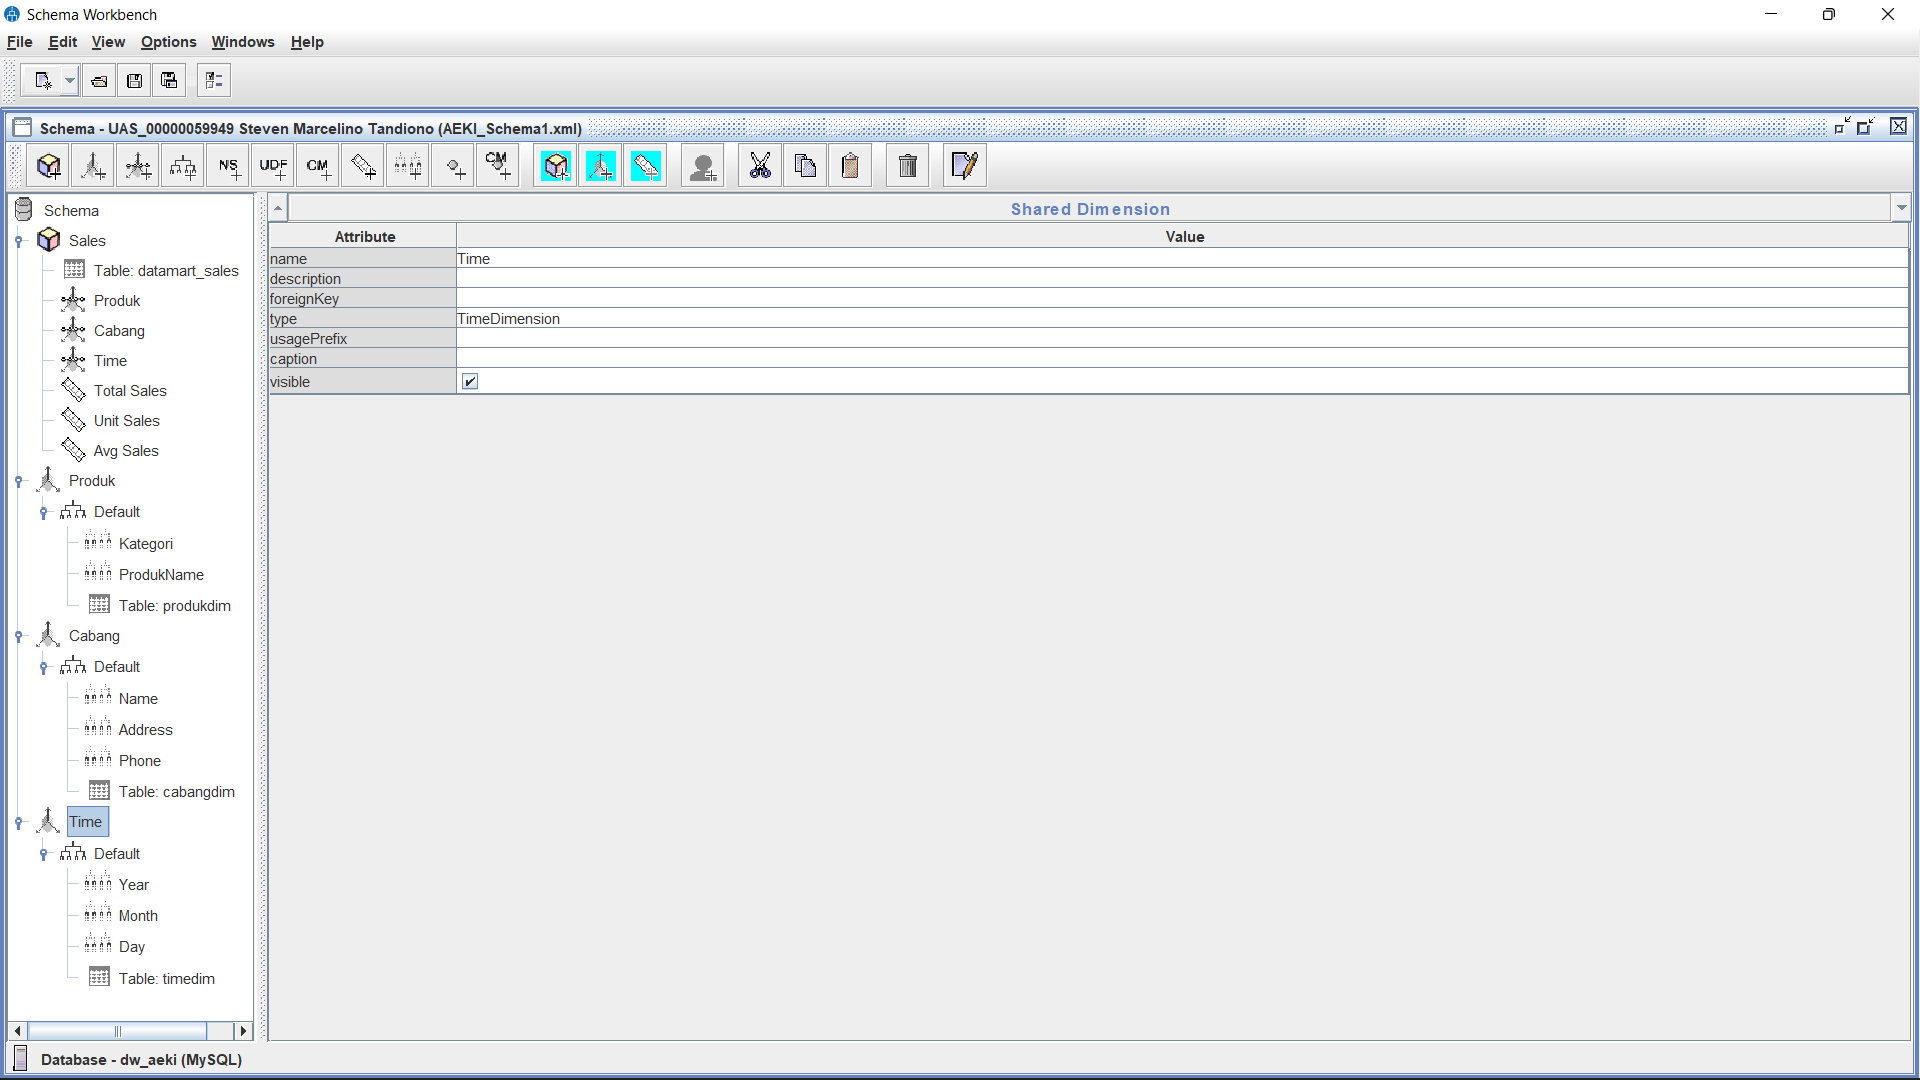 Schema Workbench
File Edit View Options Windows Help
Schema - UAS_00000059949 Steven Marcelino Tandiono (AEKI_Schema1.xml)
NS UDF CM CM
Schema
Sales
Table: datamart_sales
Produk
Cabang
Time
Total Sales
Unit Sales
Avg Sales
Produk
Default
Kategori
ProdukName
Table: produkdim
Cabang
Default
Name
Address
Phone
Table: cabangdim
Time
Default
Year
Month
Day
Table: timedim
Shared Dimension
Attribute Value
name Time
description
foreignKey
type TimeDimension
usagePrefix
caption
visible
Database - dw_aeki (MySQL)